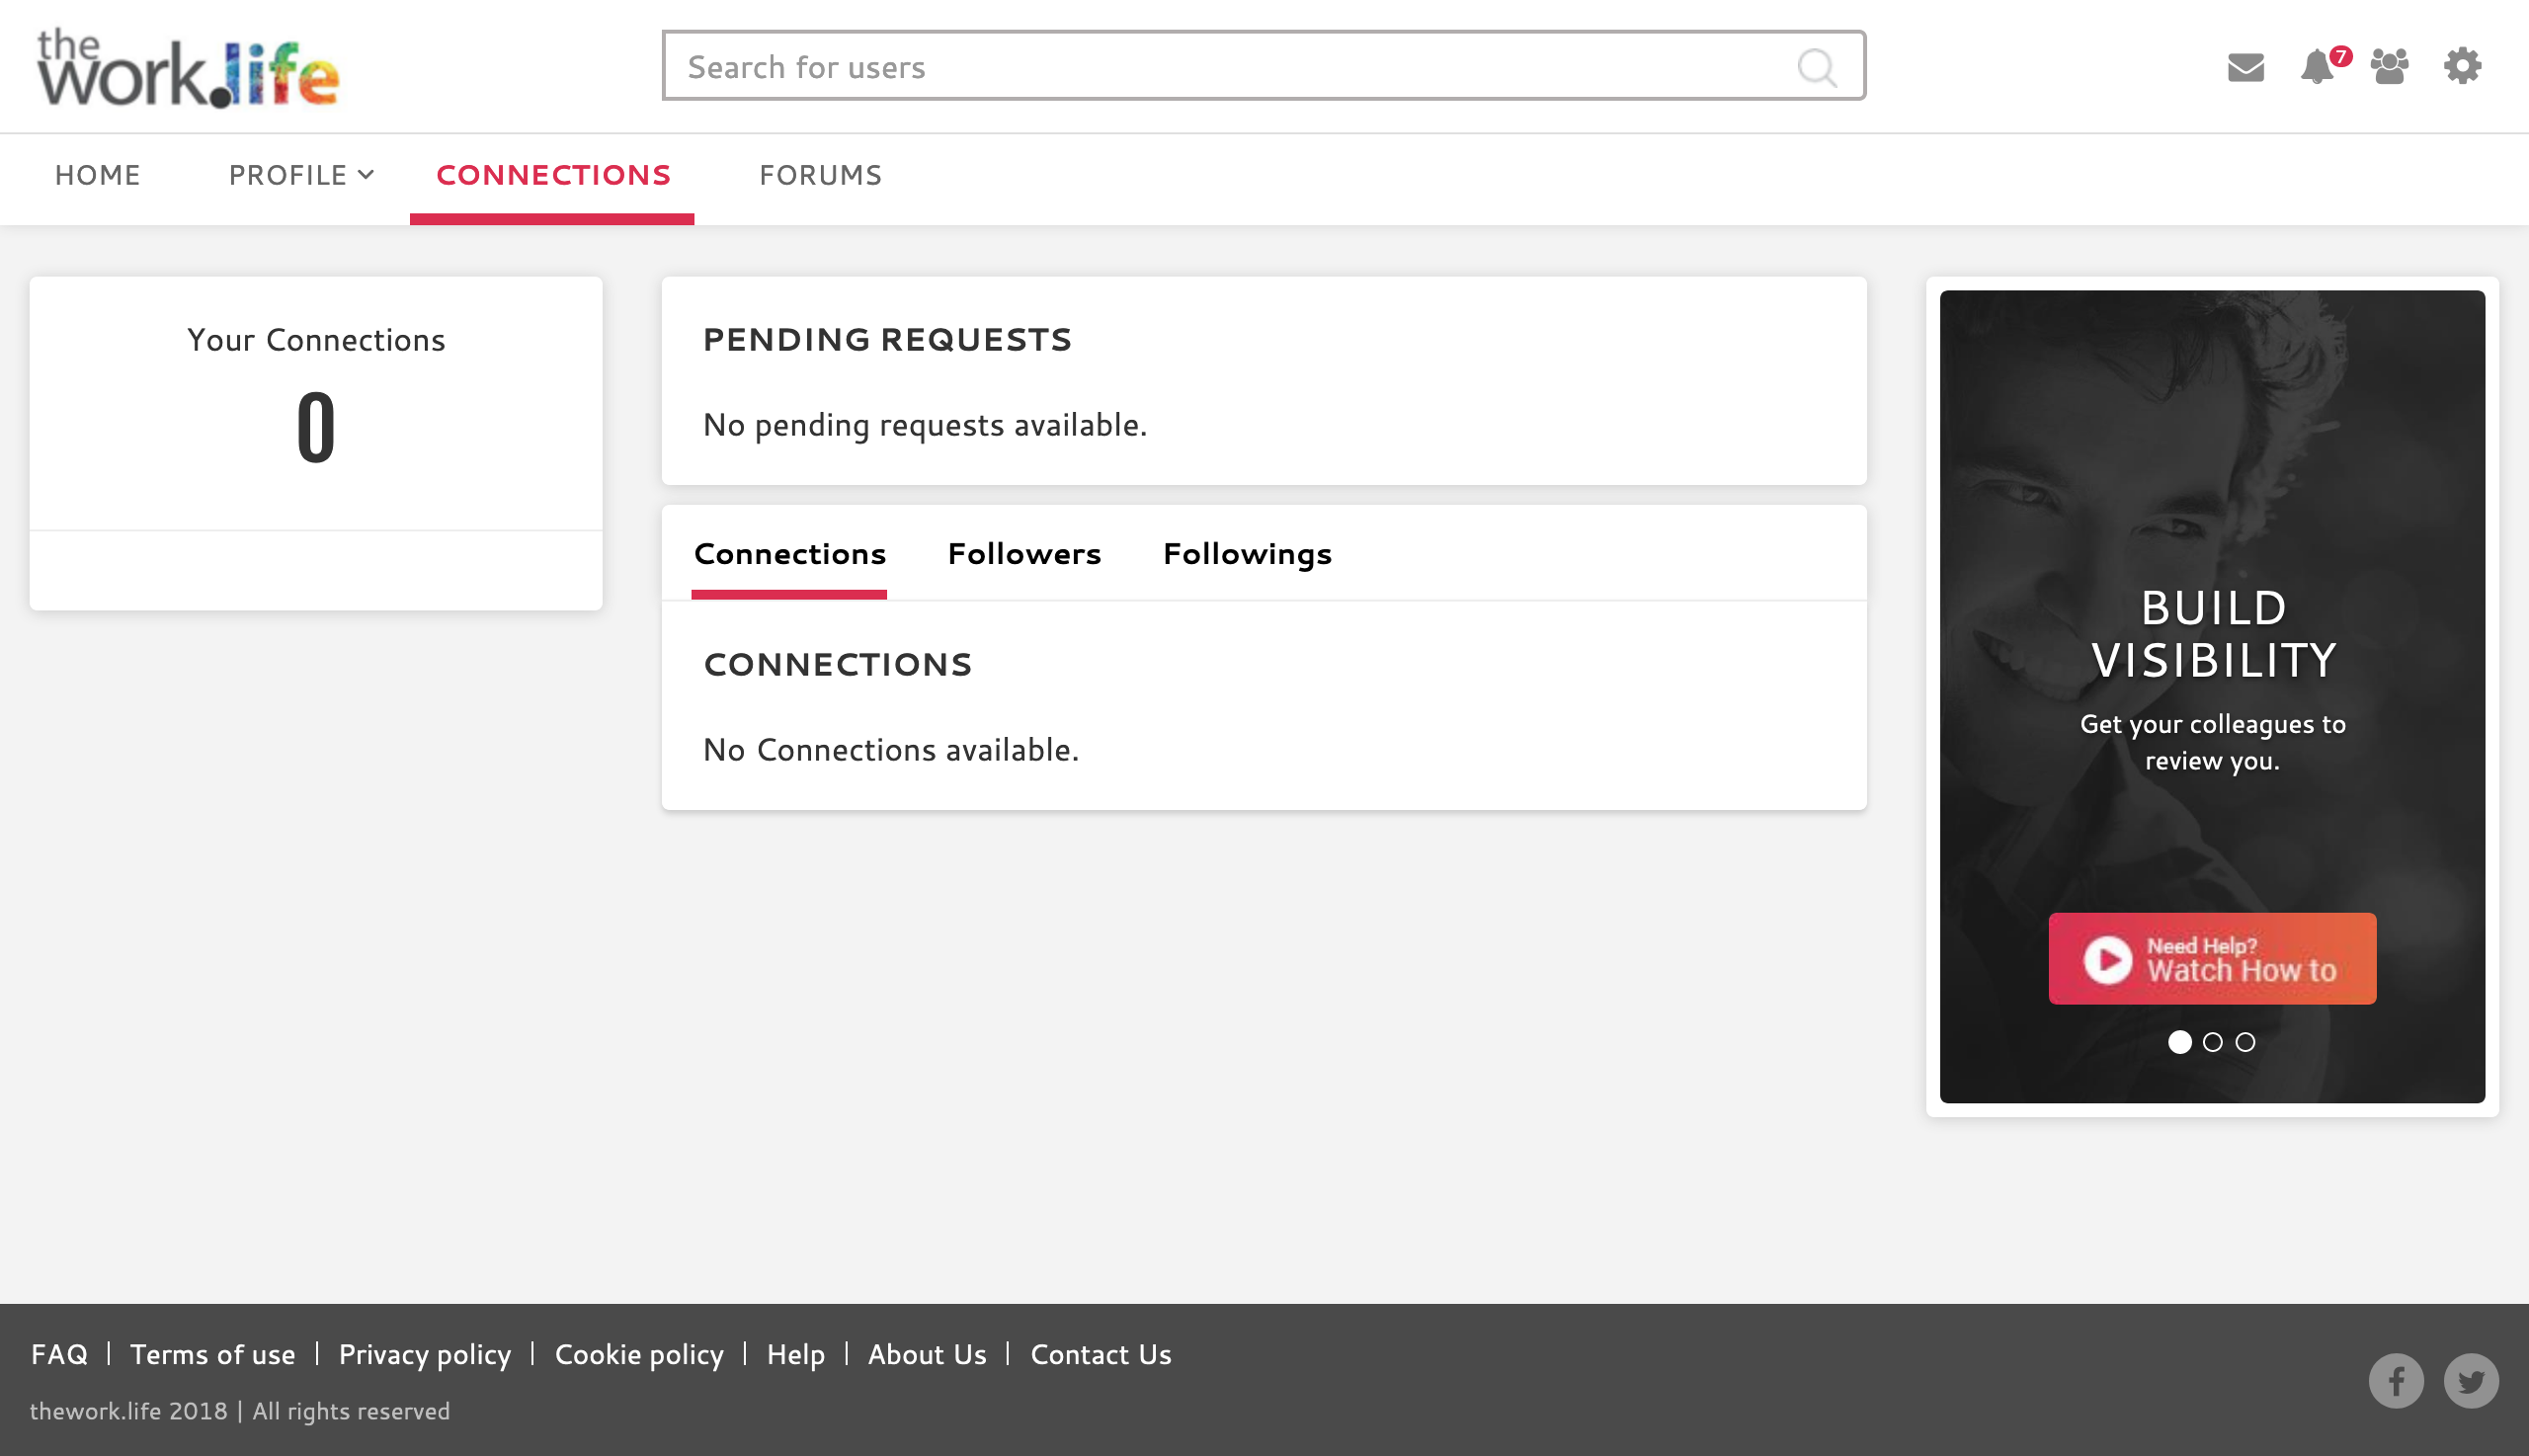 the
work.life
Search for users
7
HOME
PROFILE
CONNECTIONS
FORUMS
Your Connections
0
PENDING REQUESTS
No pending requests available.
Connections
Followers
Followings
CONNECTIONS
No Connections available.
BUILD
VISIBILITY
Get your colleagues to
review you.
Need Help?
Watch How to
FAQ | Terms of use | Privacy policy | Cookie policy | Help | About Us | Contact Us
thework.life 2018 | All rights reserved